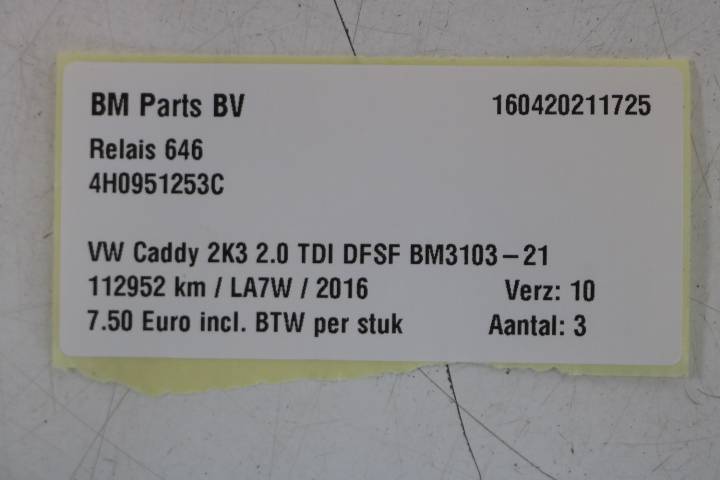 BM Parts BV 160420211725
Relais 646
4H0951253C
VW Caddy 2K3 2.0 TDI DFSF BM3103-21
112952 km / LA7W / 2016 Verz: 10
7.50 Euro incl. BTW per stuk Aantal: 3